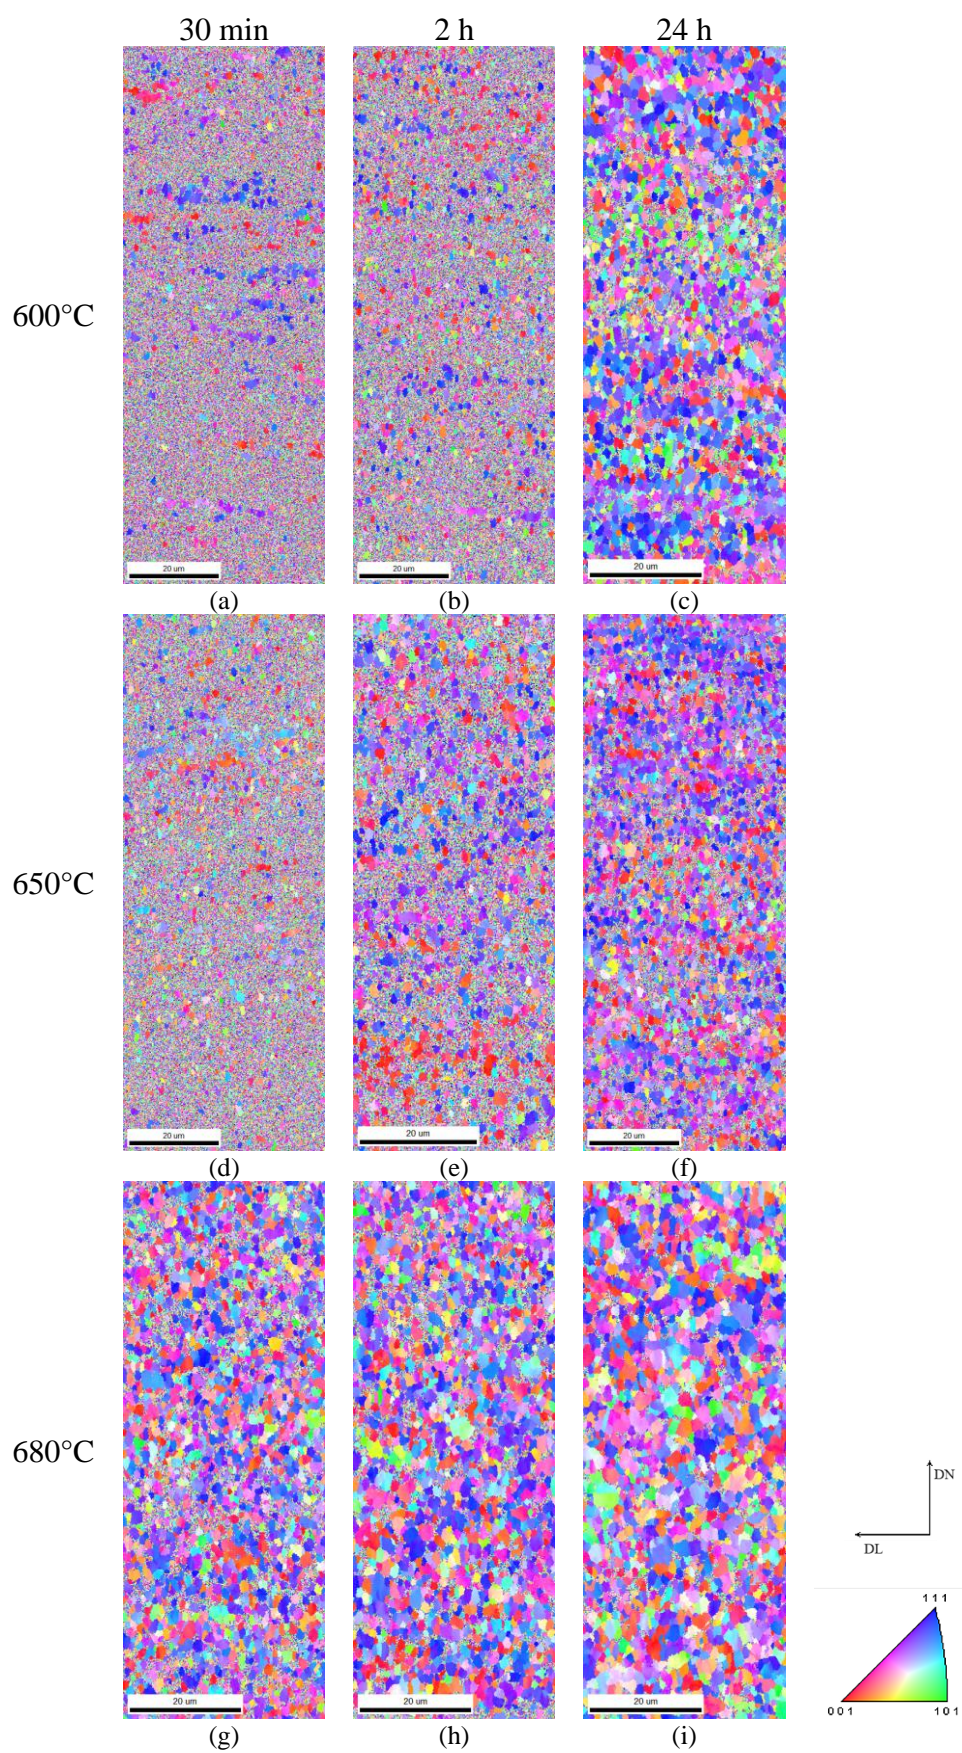 30 min 2 h 24 h
600°C
20 um 20 um 20 um
(a) (b) (c)
650°C
20 um 20 um 20 um
(d) (e) (f)
680°C
DN
DL
111
001 101
20 um 20 um 20 um
(g) (h) (i)